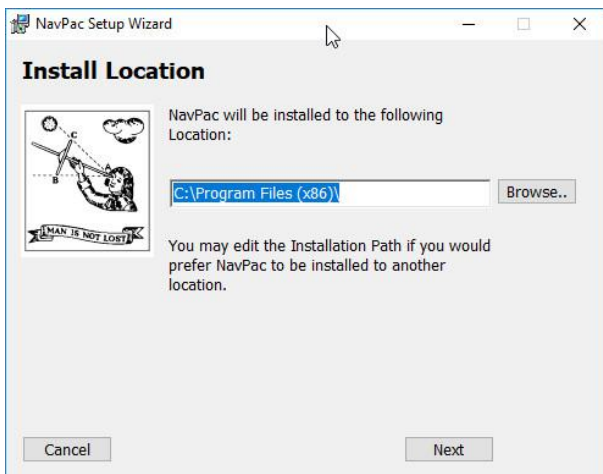 NavPac Setup Wizard
Install Location
NavPac will be installed to the following
Location:
C:\Program Files (x86)\
Browse..
C
A
B
MAN IS NOT LOST
You may edit the Installation Path if you would
prefer NavPac to be installed to another
location.
Cancel
Next